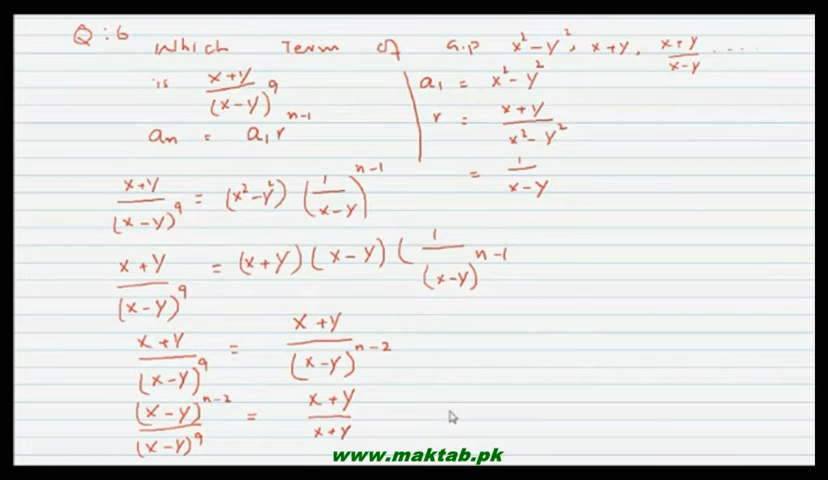 Q:6 Which Term of G.P x²-y², x+y, (x+y)/(x-y) ....
is (x+y)/(x-y)⁹
a₁ = x²-y²
aₙ = a₁rⁿ⁻¹
r = (x+y)/(x²-y²)
= 1/(x-y)
(x+y)/(x-y)⁹ = (x²-y²)(1/(x-y))ⁿ⁻¹
(x+y)/(x-y)⁹ = (x+y)(x-y)(1/(x-y)ⁿ⁻¹
(x+y)/(x-y)⁹ = (x+y)/(x-y)ⁿ⁻²
(x-y)ⁿ⁻²/(x-y)⁹ = (x+y)/(x+y)
www.maktab.pk